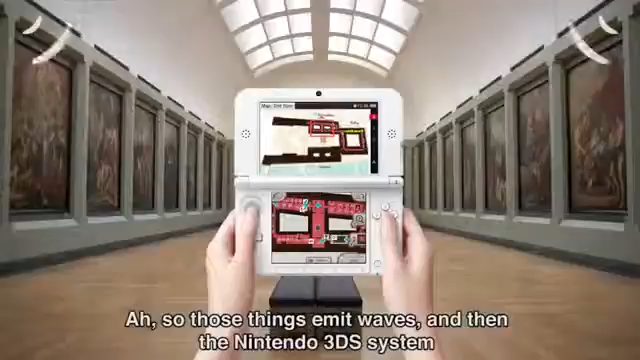 Ah, so those things emit waves, and then
the Nintendo 3DS system